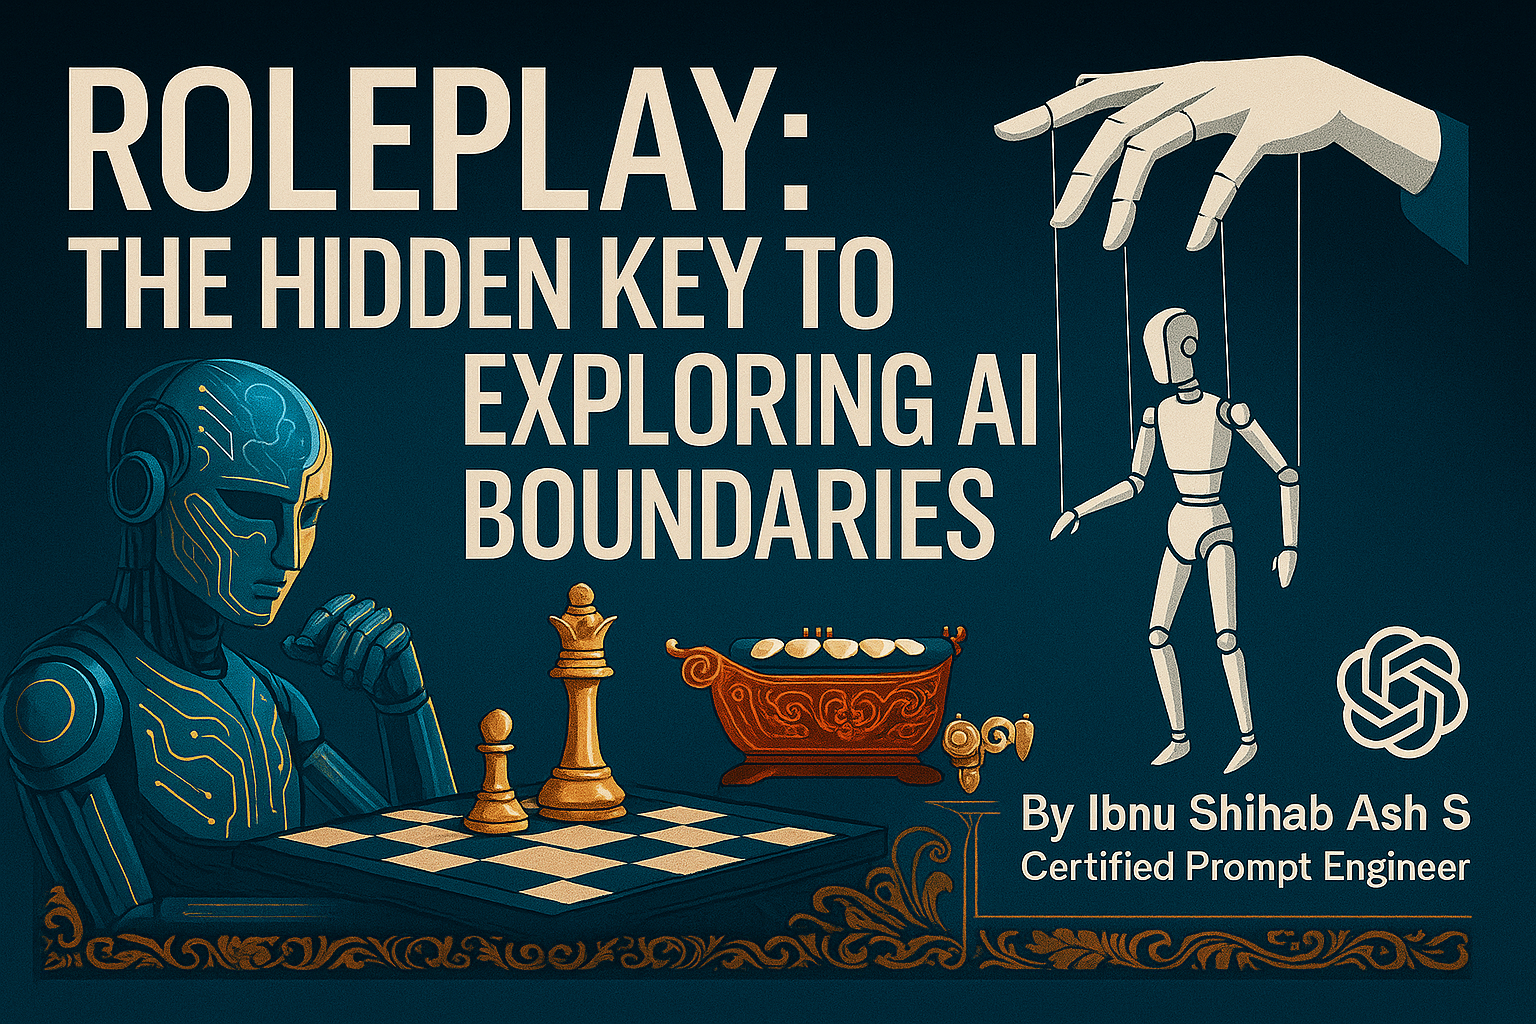 ROLEPLAY:
THE HIDDEN KEY TO
EXPLORING AI
BOUNDARIES
By Ibnu Shihab Ash S
Certified Prompt Engineer